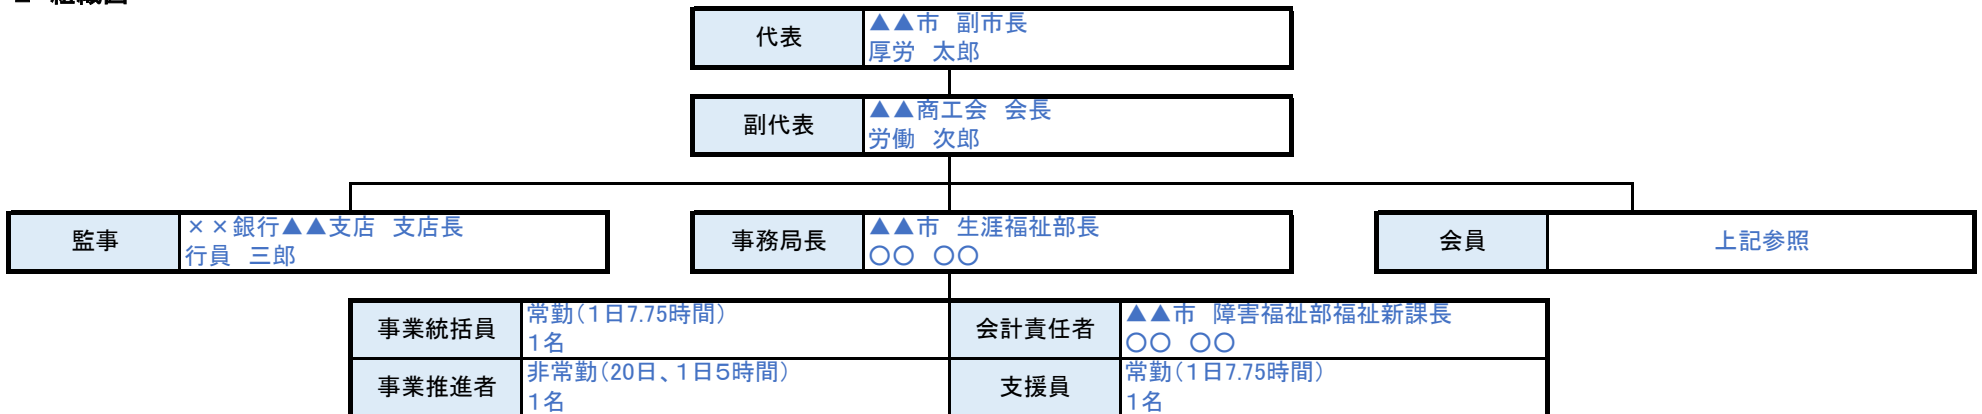 代表
▲▲市　副市長
厚労　太郎
副代表
▲▲商工会　会長
労働　次郎
監事
××銀行▲▲支店　支店長
行員　三郎
事務局長
▲▲市　生涯福祉部長
〇〇　〇〇
会員
上記参照
事業統括員
常勤（１日7.75時間）
１名
会計責任者
▲▲市　障害福祉部福祉新課長
〇〇　〇〇
事業推進者
非常勤（20日、１日５時間）
１名
支援員
常勤（１日7.75時間）
１名